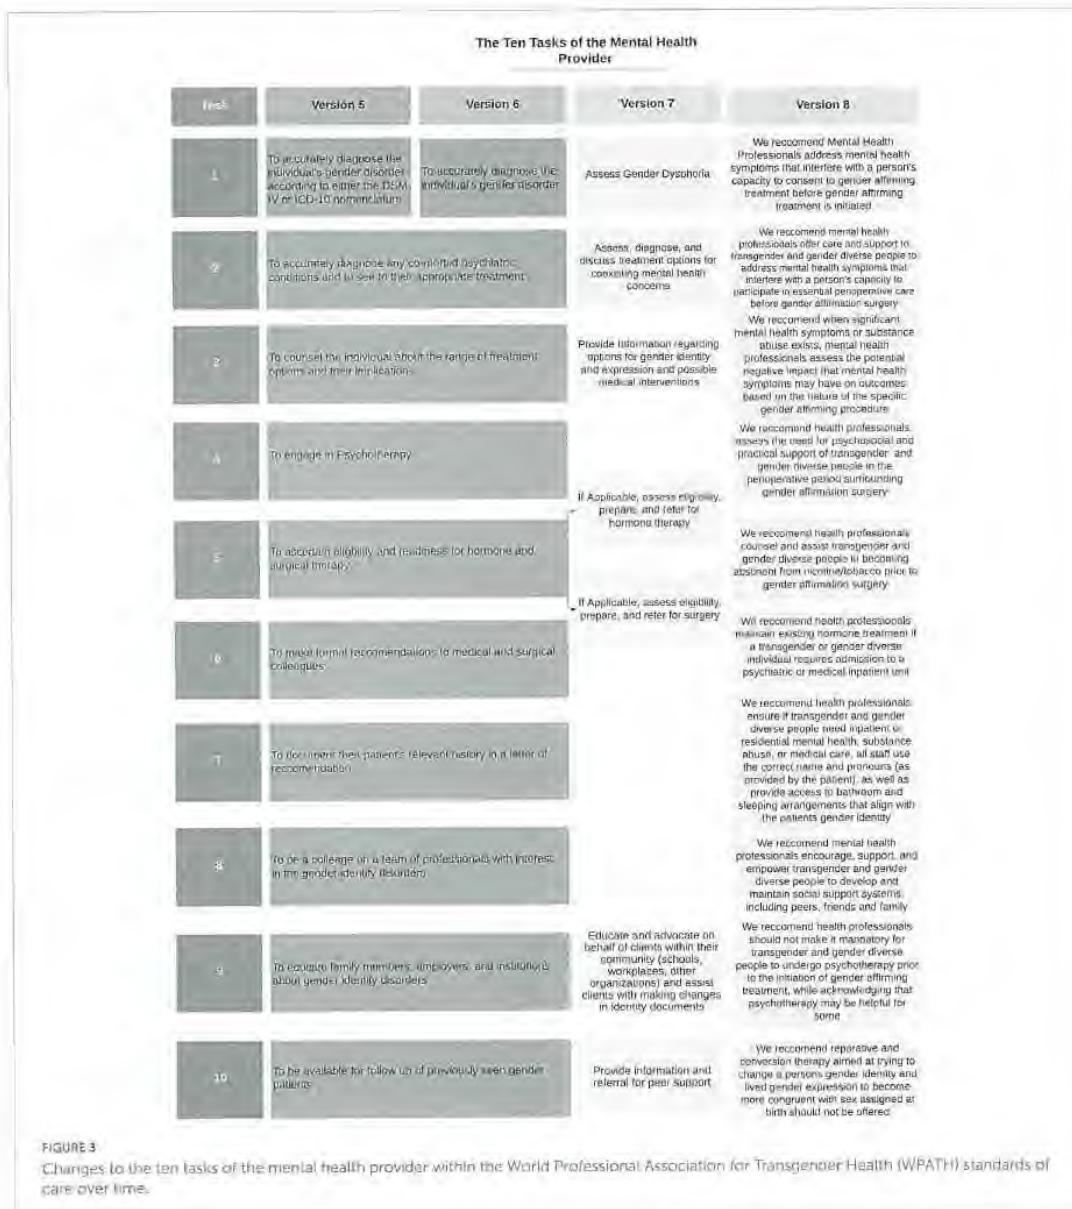 The Ten Tasks of the Mental Health
Provider
Task
Version 5
Version 6
Version 7
Version 8
1
To accurately diagnose the
individual's gender disorder
according to either the DSM
IV or ICD-10 nomenclature
To accurately diagnose the
individual's gender disorder
Assess Gender Dysphoria
We reccomend Mental Health
Professionals address mental health
symptoms that interfere with a person's
capacity to consent to gender affirming
treatment before gender affirming
treatment is initiated
2
To accurately diagnose any co-morbid psychiatric
conditions and to see to their appropriate treatment
Assess, diagnose, and
discuss treatment options for
coexisting mental health
concerns
We reccomend mental health
professionals offer care and support to
transgender and gender diverse people to
address mental health symptoms that
interfere with a person's capacity to
participate in essential perioperative care
before gender affirmation surgery
To counsel the individual about the range of treatment
options and their implications
Provide Information regarding
options for gender identity
and expression and possible
medical interventions
We reccomend when significant
mental health symptoms or substance
abuse exists, mental health
professionals assess the potential
negative impact that mental health
symptoms may have on outcomes
based on the nature of the specific
gender affirming procedure
4
To engage in Psychotherapy
We reccomend health professionals
assess the need for psychosocial and
practical support of transgender and
gender diverse people in the
perioperative period surrounding
gender affirmation surgery
If Applicable, assess eligibility,
prepare, and refer for
hormone therapy
5
To ascertain eligibility and readiness for hormone and
surgical therapy
We reccomend health professionals
counsel and assist transgender and
gender diverse people in becoming
abstinent from nicotine/tobacco prior to
gender affirmation surgery
If Applicable, assess eligibility,
prepare, and refer for surgery
6
To make formal reccomendations to medical and surgical
colleagues
We reccomend health professionals
maintain existing hormone treatment if
a transgender or gender diverse
individual requires admission to a
psychiatric or medical inpatient unit
7
To document their patient's relevant history in a letter of
reccomendation
We reccomend health professionals
ensure if transgender and gender
diverse people need inpatient or
residential mental health, substance
abuse, or medical care, all staff use
the correct name and pronouns (as
provided by the patient), as well as
provide access to bathroom and
sleeping arrangements that align with
the patients gender identity
8
To be a colleage on a team of professionals with interest
in the gender identify disorders
We reccomend mental health
professionals encourage, support, and
empower transgender and gender
diverse people to develop and
maintain social support systems,
including peers, friends and family
9
To educate family members, employers, and institutions
about gender identity disorders
Educate and advocate on
behalf of clients within their
community (schools,
workplaces, other
organizations) and assist
clients with making changes
in identity documents
We reccomend health professionals
should not make it mandatory for
transgender and gender diverse
people to undergo psychotherapy prior
to the initiation of gender affirming
treatment, while acknowledging that
psychotherapy may be helpful for
some
10
To be available for follow up of previously seen gender
patients
Provide information and
referral for peer support
We reccomend reparative and
conversion therapy aimed at trying to
change a persons gender identity and
lived gender expression to become
more congruent with sex assigned at
birth should not be offered
FIGURE 3
Changes to the ten tasks of the mental health provider within the World Professional Association for Transgender Health (WPATH) standards of
care over time.